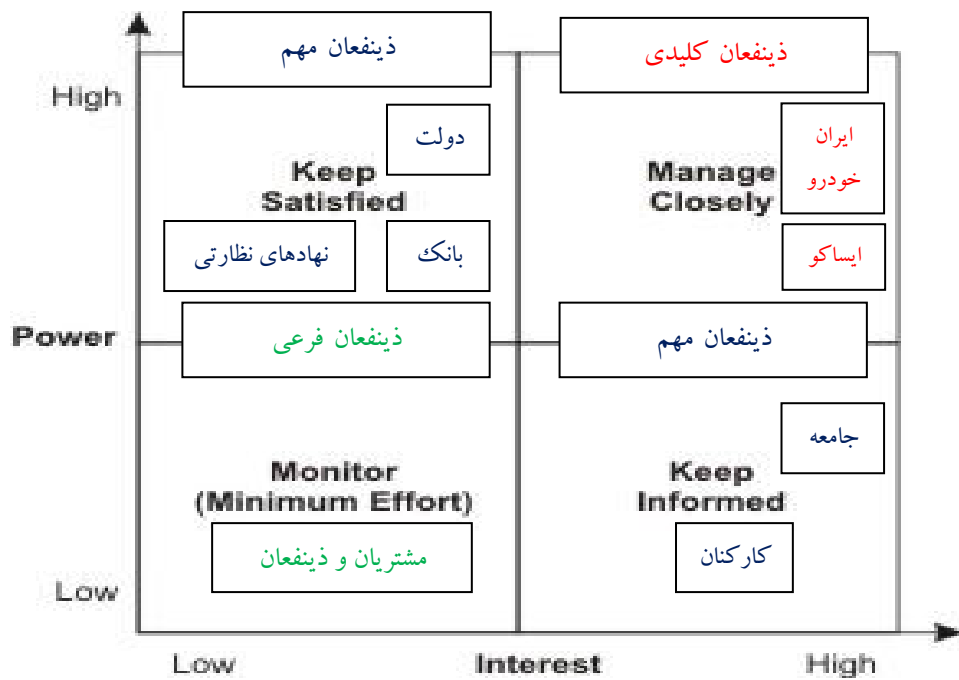 ذینفعان مهم
ذینفعان کلیدی
High
دولت
ایران
خودرو
Keep
Satisfied
Manage
Closely
نهادهای نظارتی
بانک
ایساکو
Power
ذینفعان فرعی
ذینفعان مهم
جامعه
Monitor
(Minimum Effort)
Keep
Informed
مشتریان و ذینفعان
کارکنان
Low
Low
Interest
High